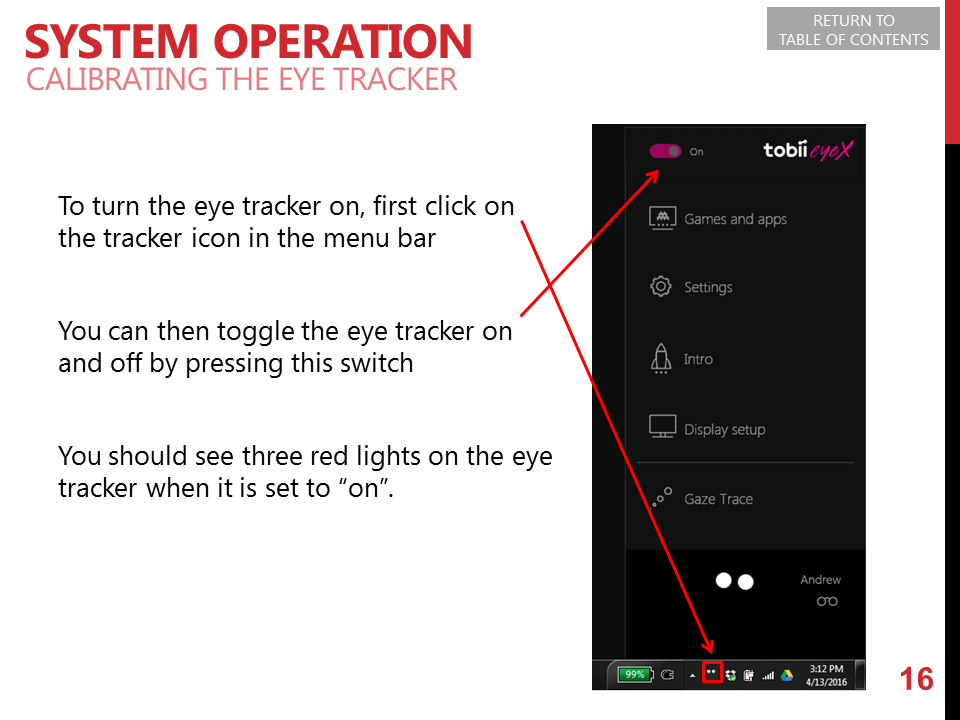 SYSTEM OPERATION
CALIBRATING THE EYE TRACKER
RETURN TO
TABLE OF CONTENTS
To turn the eye tracker on, first click on
the tracker icon in the menu bar
You can then toggle the eye tracker on
and off by pressing this switch
You should see three red lights on the eye
tracker when it is set to “on”.
On
tobii eyeX
Games and apps
Settings
Intro
Display setup
Gaze Trace
Andrew
99%
3:12 PM
4/13/2016
16